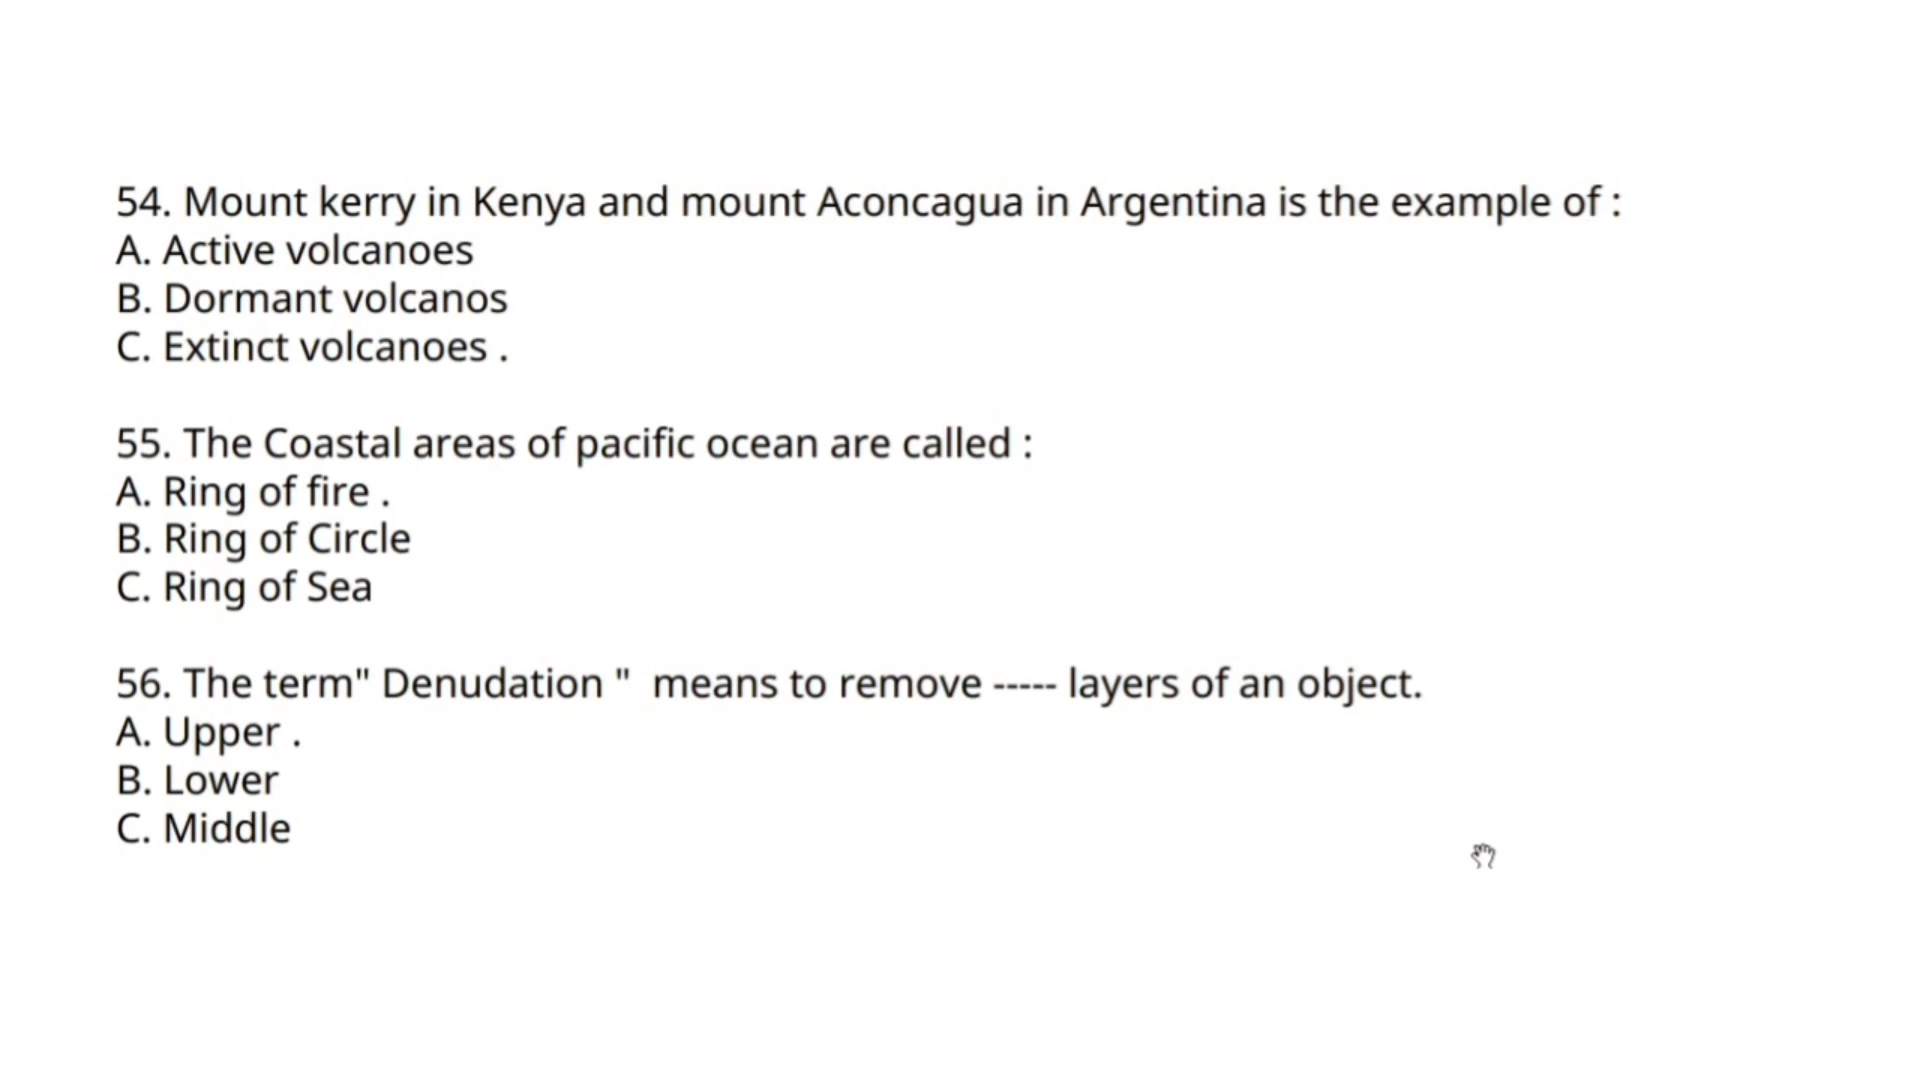 54. Mount kerry in Kenya and mount Aconcagua in Argentina is the example of :
A. Active volcanoes
B. Dormant volcanos
C. Extinct volcanoes .
55. The Coastal areas of pacific ocean are called :
A. Ring of fire .
B. Ring of Circle
C. Ring of Sea
56. The term" Denudation "  means to remove ----- layers of an object.
A. Upper .
B. Lower
C. Middle